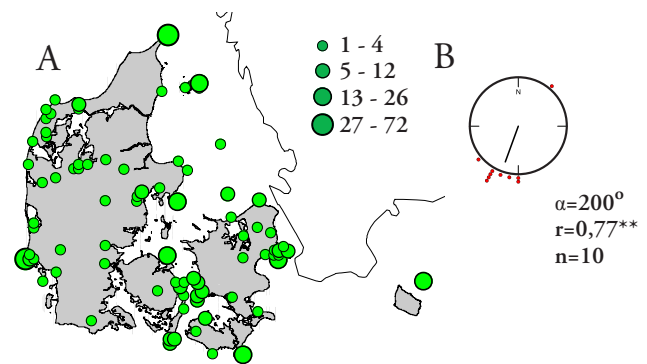 A
1 - 4
5 - 12
13 - 26
27 - 72
B
N
α=200°
r=0,77**
n=10